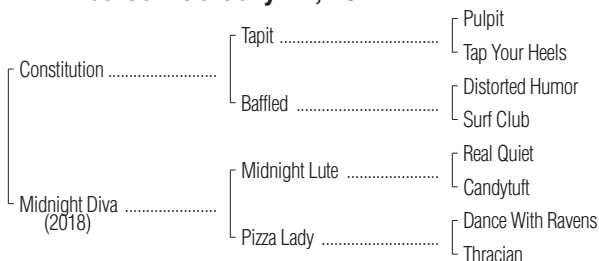 Constitution
Midnight Diva
(2018)
Tapit
Baffled
Midnight Lute
Pizza Lady
Pulpit
Tap Your Heels
Distorted Humor
Surf Club
Real Quiet
Candytuft
Dance With Ravens
Thracian